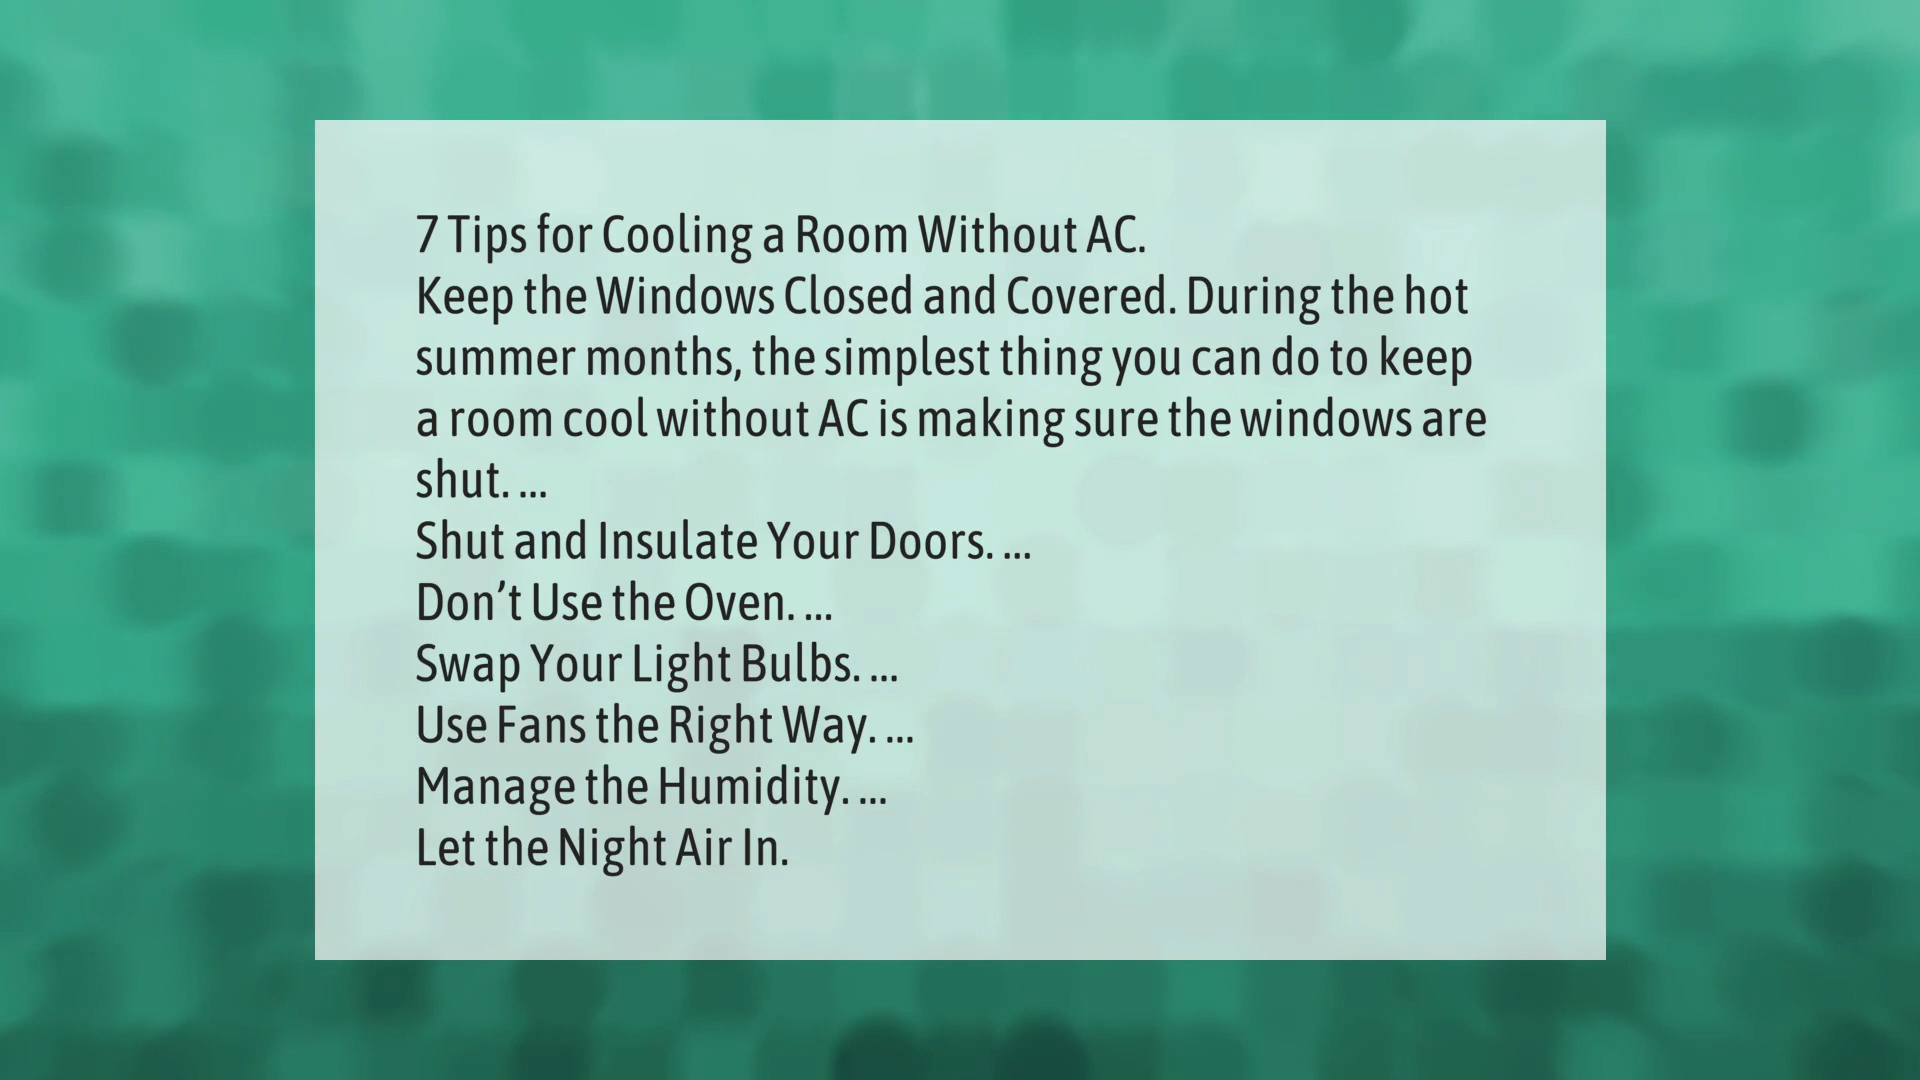 7 Tips for Cooling a Room Without AC.
Keep the Windows Closed and Covered. During the hot
summer months, the simplest thing you can do to keep
a room cool without AC is making sure the windows are
shut. ...
Shut and Insulate Your Doors. ...
Don’t Use the Oven. ...
Swap Your Light Bulbs. ...
Use Fans the Right Way. ...
Manage the Humidity. ...
Let the Night Air In.